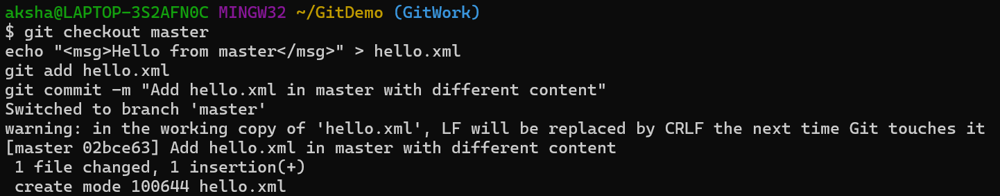 aksha@LAPTOP-3S2AFN0C MINGW32 ~/GitDemo (GitWork)
$ git checkout master
echo "<msg>Hello from master</msg>" > hello.xml
git add hello.xml
git commit -m "Add hello.xml in master with different content"
Switched to branch 'master'
warning: in the working copy of 'hello.xml', LF will be replaced by CRLF the next time Git touches it
[master 02bce63] Add hello.xml in master with different content
 1 file changed, 1 insertion(+)
 create mode 100644 hello.xml